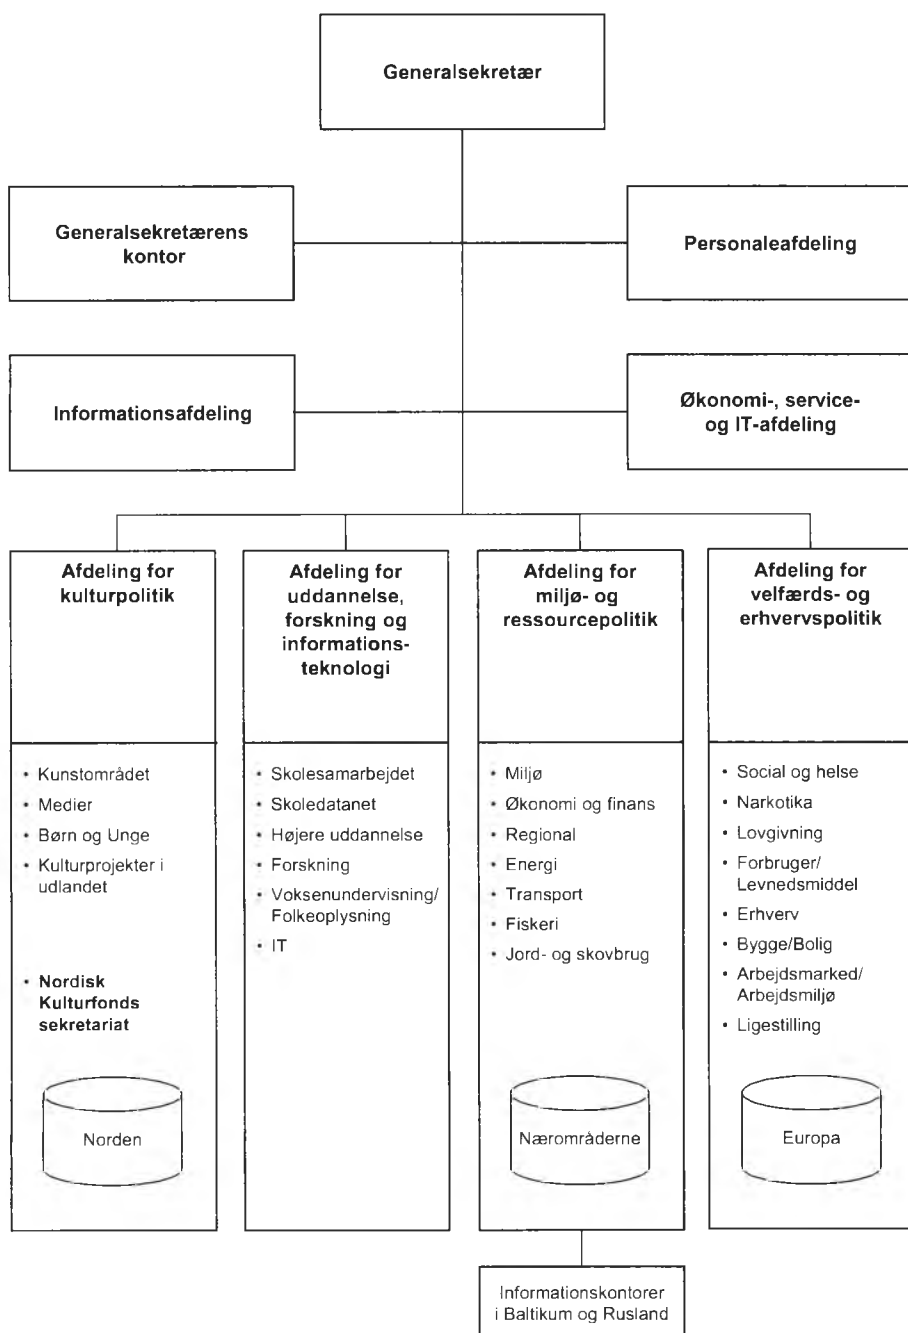 Generalsekretær
Generalsekretærens
kontor
Personaleafdeling
Informationsafdeling
Økonomi-, service-
og IT-afdeling
Afdeling for
kulturpolitik
• Kunstområdet
• Medier
• Børn og Unge
• Kulturprojekter i
udlandet
• Nordisk
Kulturfonds
sekretariat
Norden
Afdeling for
uddannelse,
forskning og
informations-
teknologi
• Skolesamarbejdet
• Skoledatanet
• Højere uddannelse
• Forskning
• Voksenundervisning/
Folkeoplysning
• IT
Afdeling for
miljø- og
ressourcepolitik
• Miljø
• Økonomi og finans
• Regional
• Energi
• Transport
• Fiskeri
• Jord- og skovbrug
Nærområderne
Informationskontorer
i Baltikum og Rusland
Afdeling for
velfærds- og
erhvervspolitik
• Social og helse
• Narkotika
• Lovgivning
• Forbruger/
Levnedsmiddel
• Erhverv
• Bygge/Bolig
• Arbejdsmarked/
Arbejdsmiljø
• Ligestilling
Europa